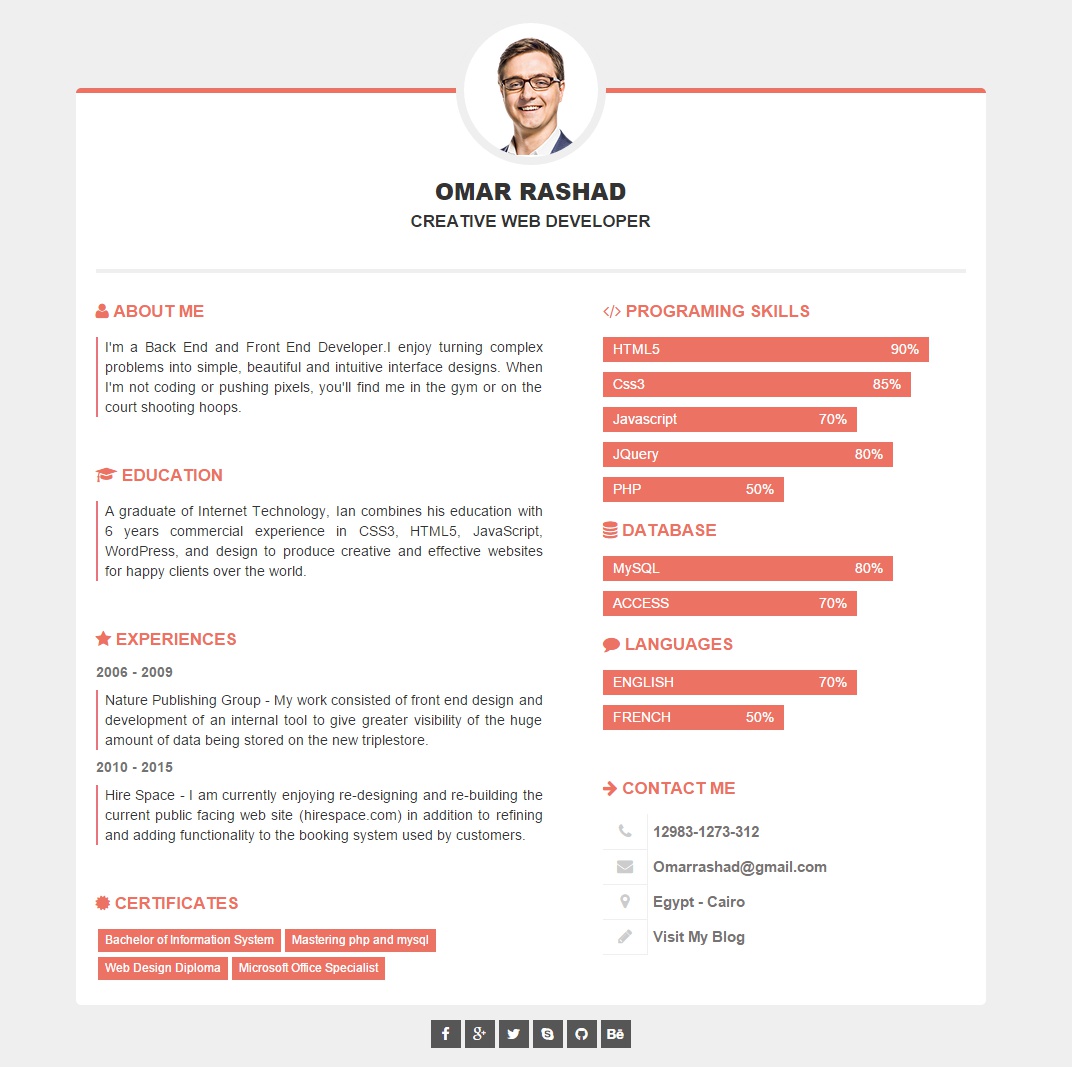 OMAR RASHAD
CREATIVE WEB DEVELOPER
ABOUT ME
I'm a Back End and Front End Developer.I enjoy turning complex
problems into simple, beautiful and intuitive interface designs. When
I'm not coding or pushing pixels, you'll find me in the gym or on the
court shooting hoops.
EDUCATION
A graduate of Internet Technology, Ian combines his education with
6 years commercial experience in CSS3, HTML5, JavaScript,
WordPress, and design to produce creative and effective websites
for happy clients over the world.
EXPERIENCES
2006 - 2009
Nature Publishing Group - My work consisted of front end design and
development of an internal tool to give greater visibility of the huge
amount of data being stored on the new triplestore.
2010 - 2015
Hire Space - I am currently enjoying re-designing and re-building the
current public facing web site (hirespace.com) in addition to refining
and adding functionality to the booking system used by customers.
CERTIFICATES
Bachelor of Information System Mastering php and mysql
Web Design Diploma Microsoft Office Specialist
</> PROGRAMING SKILLS
HTML5 90%
Css3 85%
Javascript 70%
JQuery 80%
PHP 50%
DATABASE
MySQL 80%
ACCESS 70%
LANGUAGES
ENGLISH 70%
FRENCH 50%
CONTACT ME
12983-1273-312
Omarrashad@gmail.com
Egypt - Cairo
Visit My Blog
f g+ S Bē